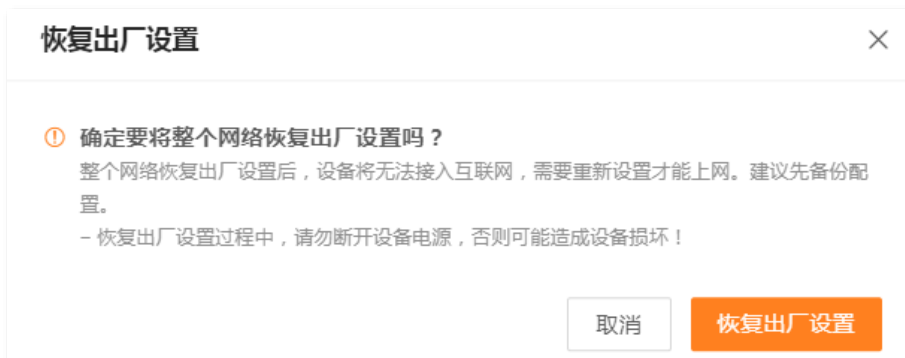 恢复出厂设置
确定要将整个网络恢复出厂设置吗？
整个网络恢复出厂设置后，设备将无法接入互联网，需要重新设置才能上网。建议先备份配
置。
– 恢复出厂设置过程中，请勿断开设备电源，否则可能造成设备损坏！
取消 恢复出厂设置